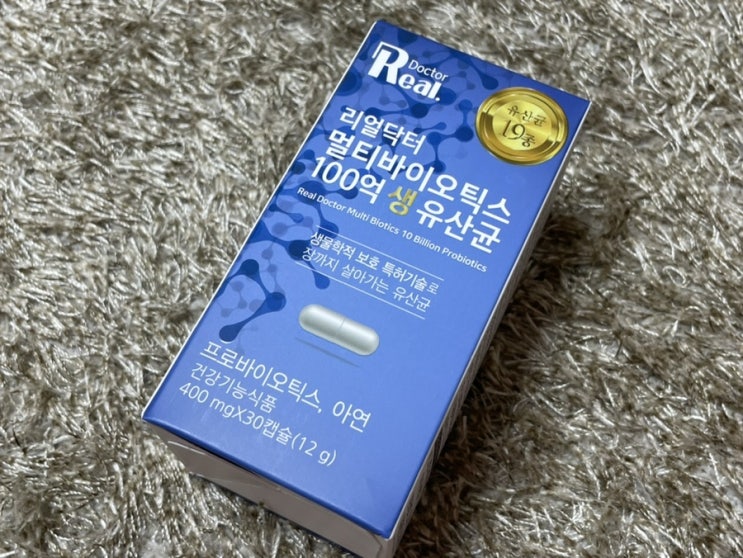 Doctor
Real.
유산균
19종
리얼닥터
멀티바이오틱스
100억 생 유산균
Real Doctor Multi Biotics 10 Billion Probiotics
생물학적 보호 특허기술로
장까지 살아가는 유산균
프로바이오틱스, 아연
건강기능식품
400 mgX30캡슐(12 g)